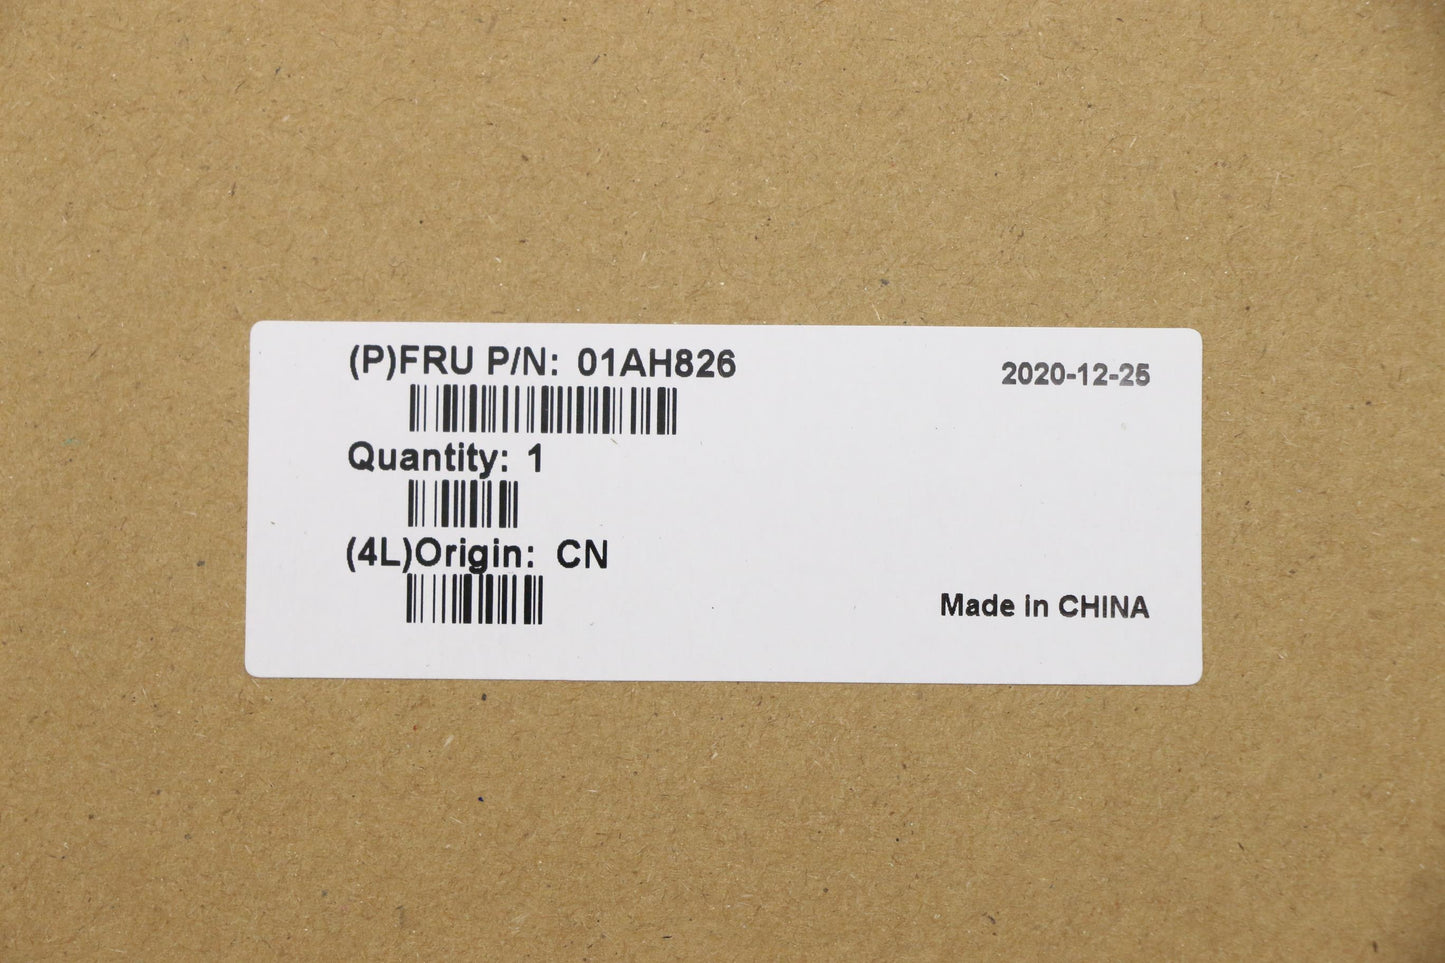 (P)FRU P/N: 01AH826
2020-12-25
Quantity: 1
(4L)Origin: CN
Made in CHINA